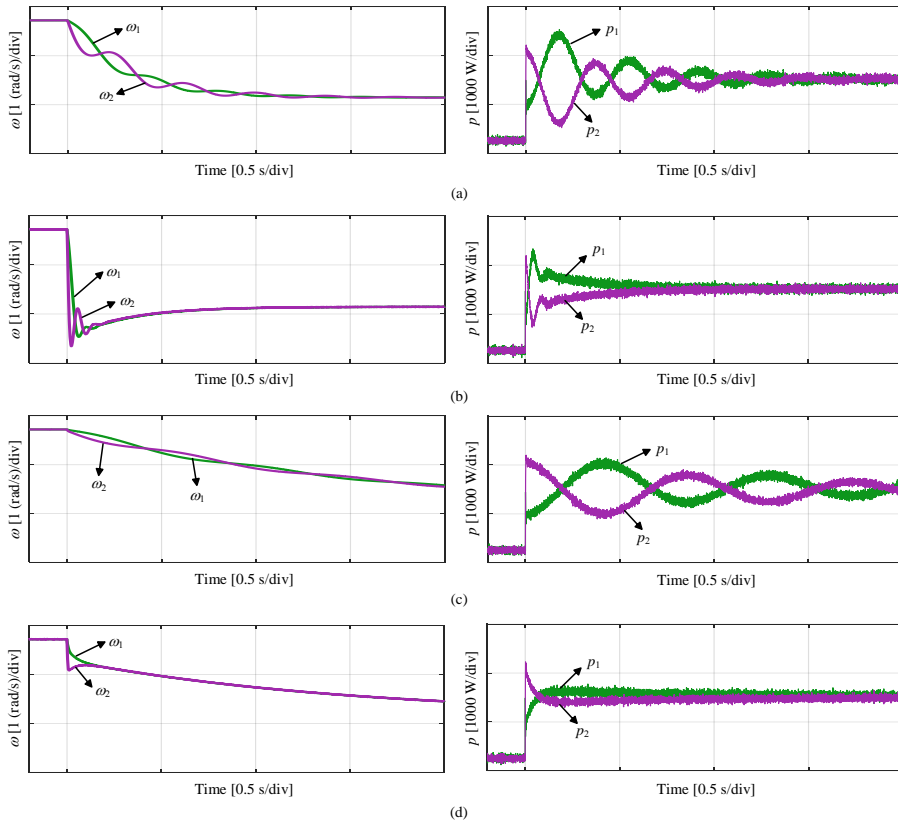 ω [1 (rad/s)/div]
ω1
ω2
Time [0.5 s/div]
p [1000 W/div]
p1
p2
Time [0.5 s/div]
(a)
ω [1 (rad/s)/div]
ω1
ω2
Time [0.5 s/div]
p [1000 W/div]
p1
p2
Time [0.5 s/div]
(b)
ω [1 (rad/s)/div]
ω2
ω1
Time [0.5 s/div]
p [1000 W/div]
p1
p2
Time [0.5 s/div]
(c)
ω [1 (rad/s)/div]
ω1
ω2
Time [0.5 s/div]
p [1000 W/div]
p1
p2
Time [0.5 s/div]
(d)